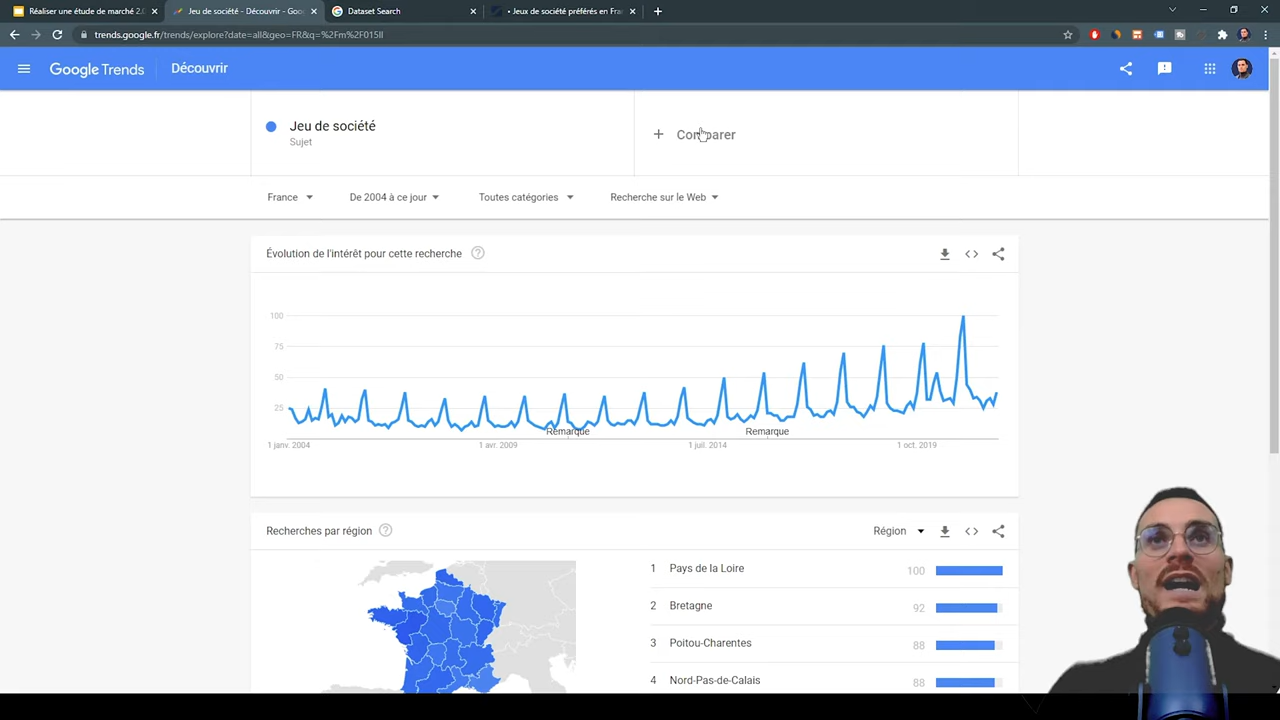 Réaliser une étude de marché 2.
Jeu de société - Découvrir - Goo
Dataset Search
• Jeux de société préférés en Fra
trends.google.fr/trends/explore?date=all&geo=FR&q=%2Fm%2F015ll
Google Trends
Découvrir
Jeu de société
Sujet
+ Comparer
France
De 2004 à ce jour
Toutes catégories
Recherche sur le Web
Évolution de l'intérêt pour cette recherche
100
75
50
25
Remarque
Remarque
1 janv. 2004
1 avr. 2009
1 juil. 2014
1 oct. 2019
Recherches par région
Région
1 Pays de la Loire 100
2 Bretagne 92
3 Poitou-Charentes 88
4 Nord-Pas-de-Calais 88